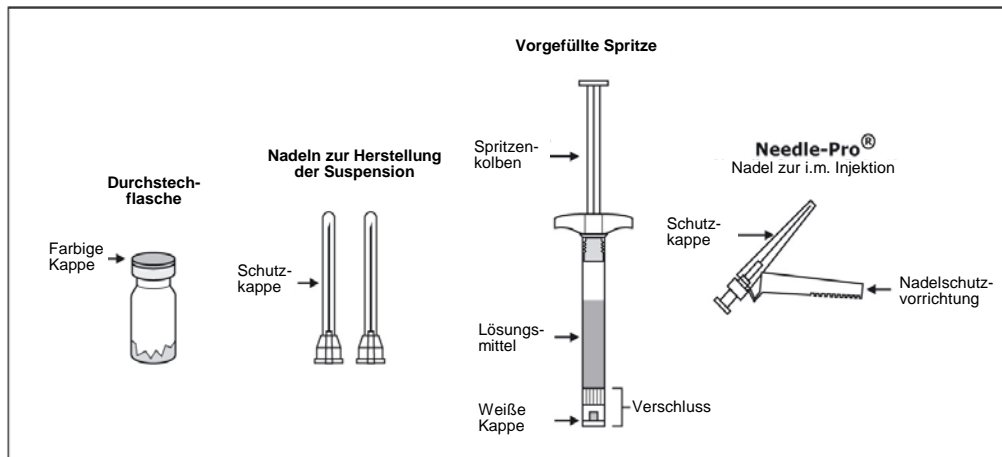 Durchstech-
flasche
Farbige
Kappe
Nadeln zur Herstellung
der Suspension
Schutz-
kappe
Vorgefüllte Spritze
Spritzen-
kolben
Lösungs-
mittel
Weiße
Kappe
Verschluss
Needle-Pro®
Nadel zur i.m. Injektion
Schutz-
kappe
Nadelschutz-
vorrichtung